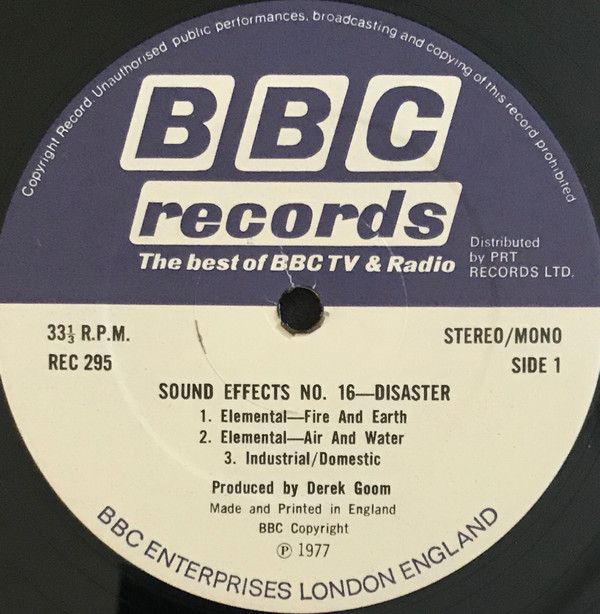 Copyright Record. Unauthorised public performances, broadcasting and copying of this record prohibited
BBC
records
The best of BBC TV & Radio
Distributed
by PRT
RECORDS LTD.
33⅓ R.P.M.
REC 295
STEREO/MONO
SIDE 1
SOUND EFFECTS NO. 16—DISASTER
1. Elemental—Fire And Earth
2. Elemental—Air And Water
3. Industrial/Domestic
Produced by Derek Goom
Made and Printed in England
BBC Copyright
℗ 1977
BBC ENTERPRISES LONDON ENGLAND